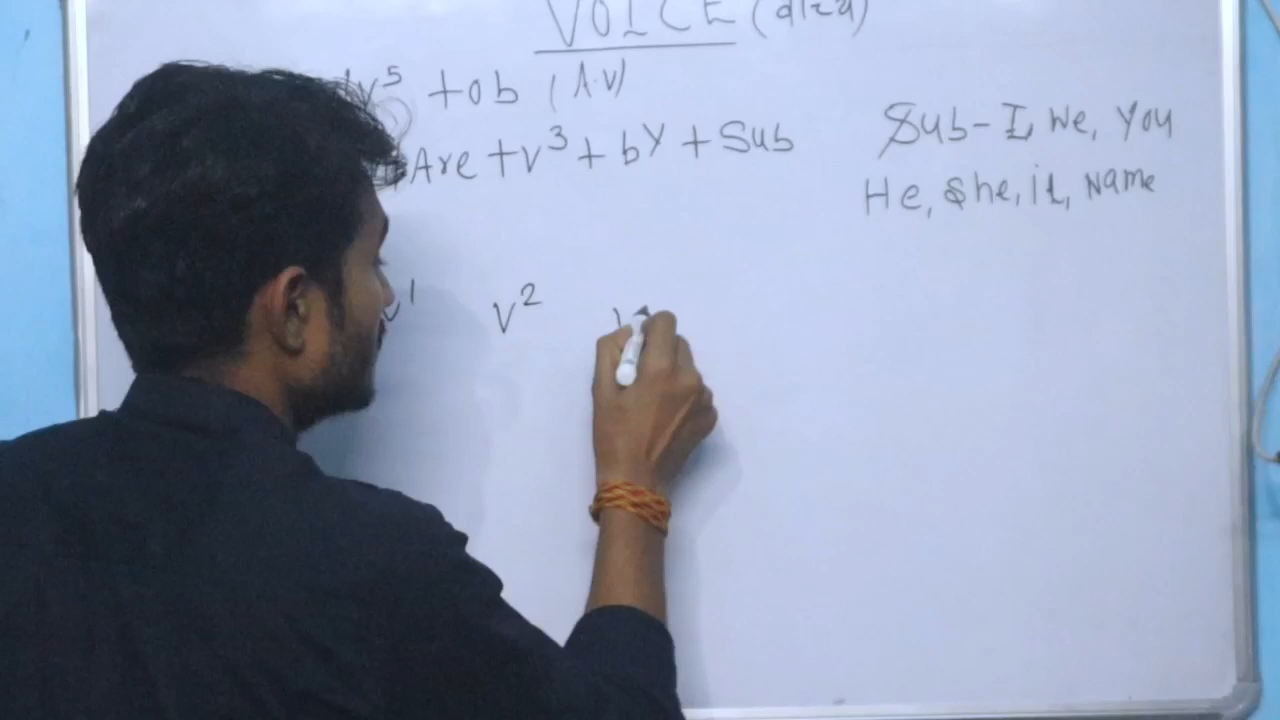 VOICE (वाच्य)
v⁵ + ob (A.V)
Are + v³ + by + Sub
Sub - I, We, You
He, She, it, Name
v¹ v²